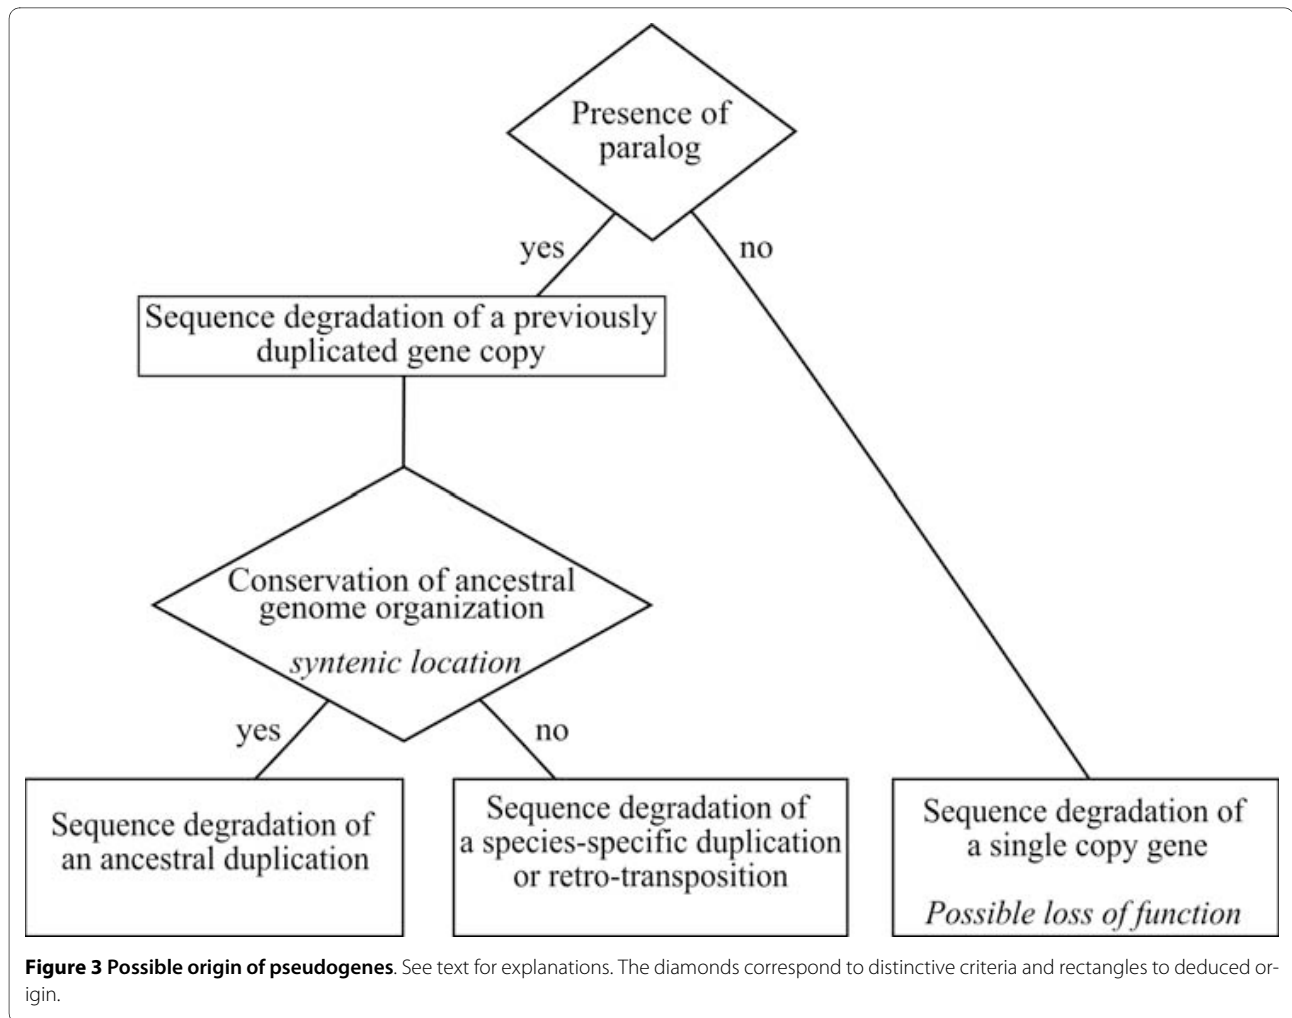 Presence of
paralog
yes
no
Sequence degradation of a previously
duplicated gene copy
Conservation of ancestral
genome organization
syntenic location
yes
no
Sequence degradation of
an ancestral duplication
Sequence degradation of
a species-specific duplication
or retro-transposition
Sequence degradation of
a single copy gene
Possible loss of function
Figure 3 Possible origin of pseudogenes. See text for explanations. The diamonds correspond to distinctive criteria and rectangles to deduced or-
igin.